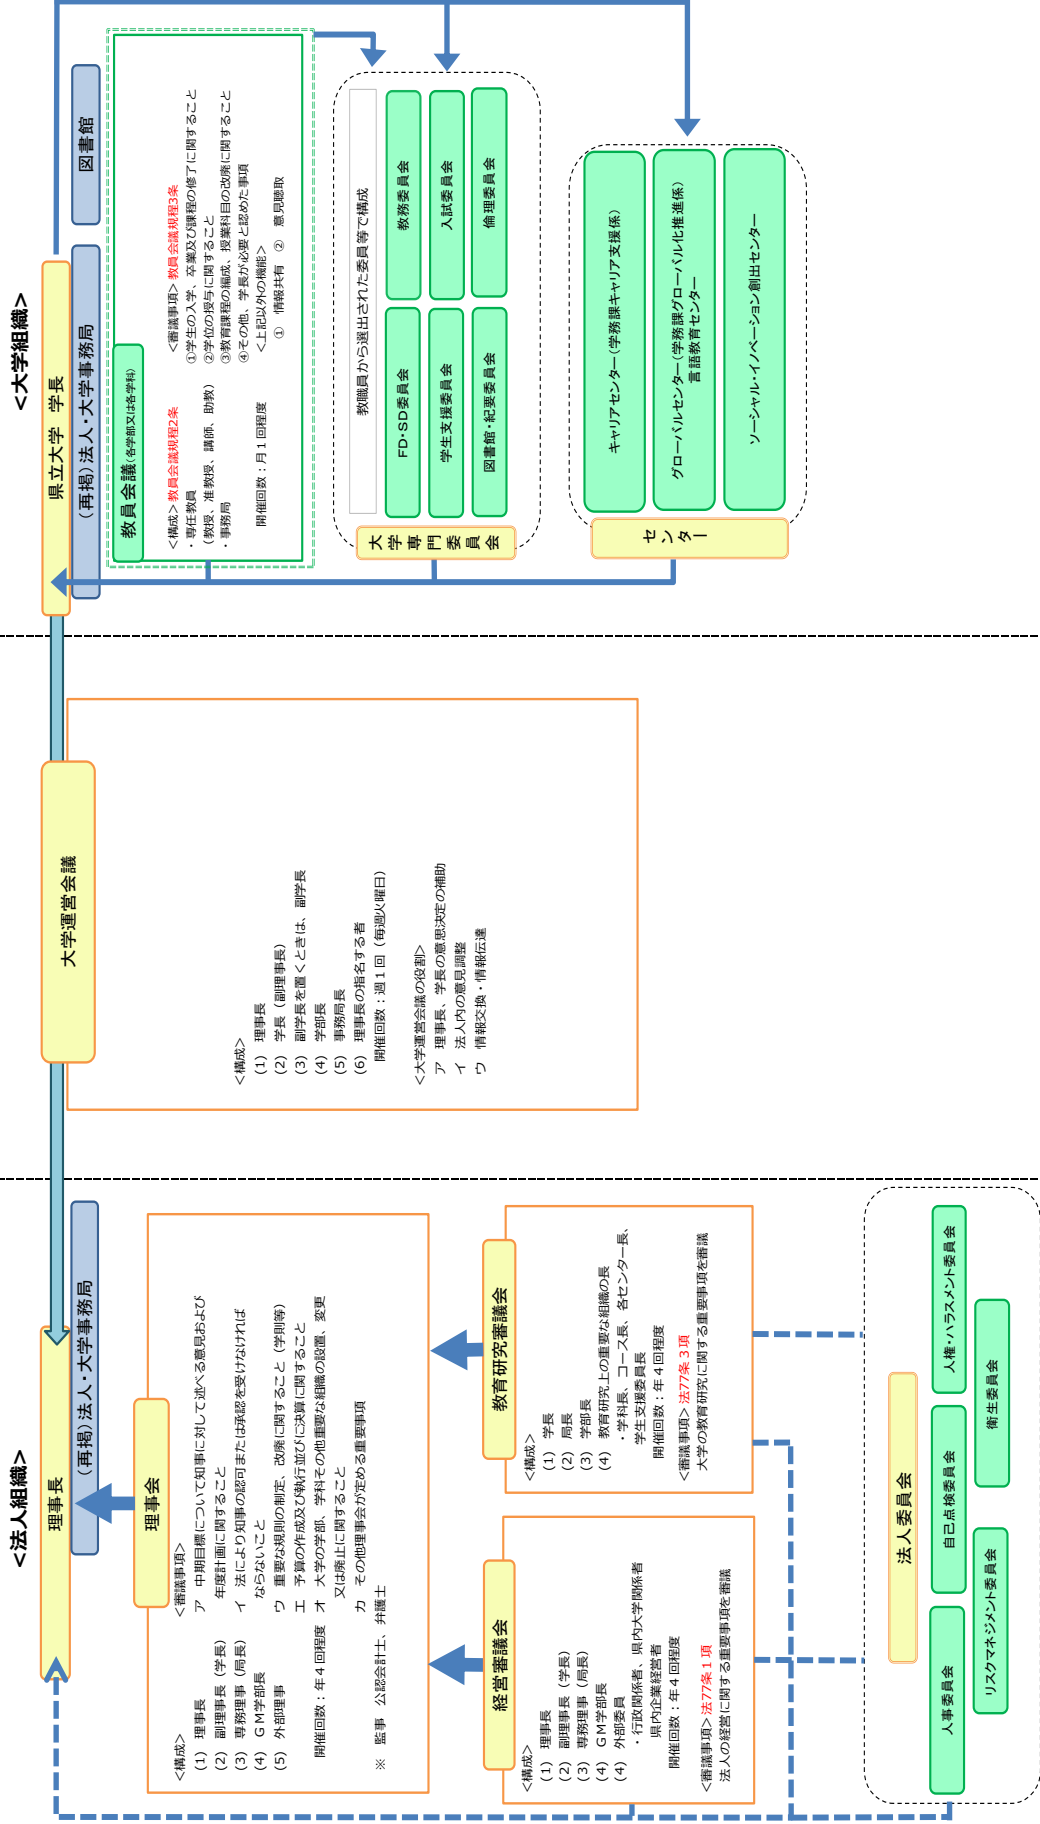 <法人組織>
理事長
(再掲)法人・大学事務局
理事会
<構成>
(1) 理事長
(2) 副理事長(学長)
(3) 専務理事(局長)
(4) GM学部長
(5) 外部理事
開催回数:年4回程度
※ 監事 公認会計士、弁護士
<審議事項>
ア 中期目標について知事に対して述べる意見および
年度計画に関すること
イ 法により知事の認可または承認を受けなければ
ならないこと
ウ 重要な規則の制定、改廃に関すること(学則等)
エ 予算の作成及び執行並びに決算に関すること
オ 大学の学部、学科その他重要な組織の設置、変更
又は廃止に関すること
カ その他理事会が定める重要事項
経営審議会
<構成>
(1) 理事長
(2) 副理事長(学長)
(3) 専務理事(局長)
(4) GM学部長
(4) 外部委員
・行政関係者、県内大学関係者
県内企業経営者
開催回数:年4回程度
<審議事項>法77条1項
法人の経営に関する重要事項を審議
教育研究審議会
<構成>
(1) 学長
(2) 局長
(3) 学部長
(4) 教育研究上の重要な組織の長
・学科長、コース長、各センター長、
学生支援委員長
開催回数:年4回程度
<審議事項>法77条3項
大学の教育研究に関する重要事項を審議
法人委員会
人事委員会
自己点検委員会
人権・ハラスメント委員会
リスクマネジメント委員会
衛生委員会
大学運営会議
<構成>
(1) 理事長
(2) 学長(副理事長)
(3) 副学長を置くときは、副学長
(4) 学部長
(5) 事務局長
(6) 理事長の指名する者
開催回数:週1回(毎週火曜日)
<大学運営会議の役割>
ア 理事長、学長の意思決定の補助
イ 法人内の意見調整
ウ 情報交換・情報伝達
<大学組織>
県立大学 学長
(再掲)法人・大学事務局
図書館
教員会議(各学部又は各学科)
<構成>教員会議規程2条
・専任教員
(教授、准教授、講師、助教)
・事務局
開催回数:月1回程度
<審議事項>教員会議規程3条
①学生の入学、卒業及び課程の修了に関すること
②学位の授与に関すること
③教育課程の編成、授業科目の改廃に関すること
④その他、学長が必要と認めた事項
<上記以外の機能>
① 情報共有 ② 意見聴取
大学専門委員会
教職員から選出された委員等で構成
FD・SD委員会
教務委員会
学生支援委員会
入試委員会
図書館・紀要委員会
倫理委員会
センター
キャリアセンター(学務課キャリア支援係)
グローバルセンター(学務課グローバル化推進係)
言語教育センター
ソーシャル・イノベーション創出センター